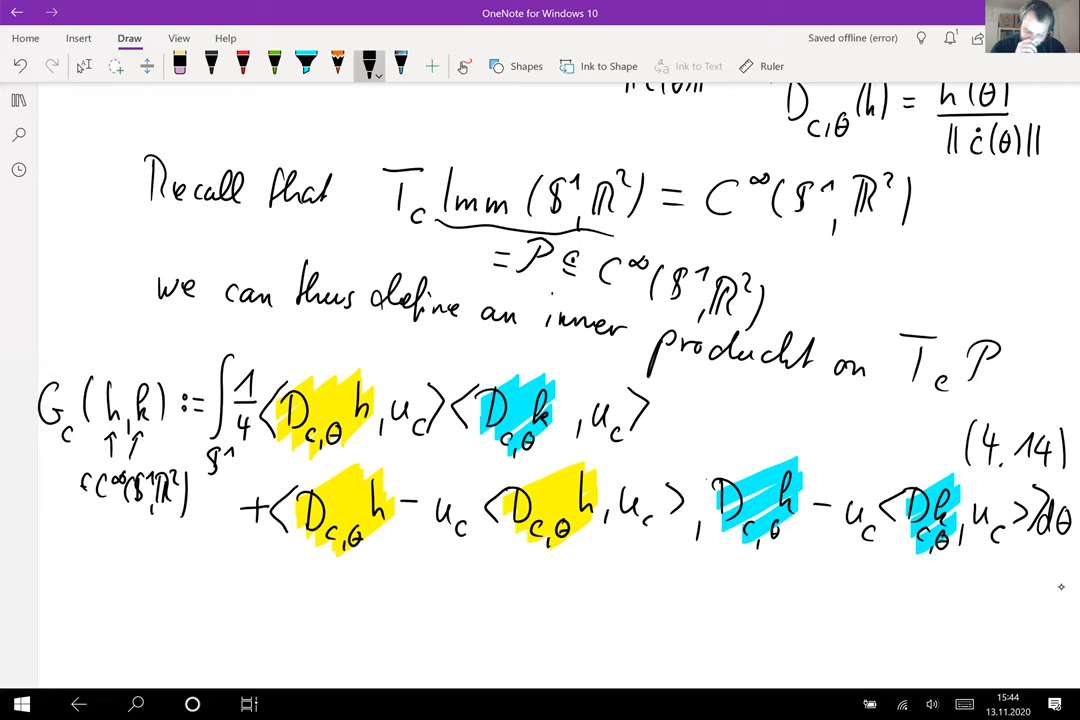 OneNote for Windows 10
Home Insert Draw View Help Saved offline (error)
Shapes Ink to Shape Ink to Text Ruler
‖ċ(θ)‖ D_{c,θ}(h) = ḣ(θ) / ‖ċ(θ)‖
Recall that T_c Imm(𝕊¹,ℝ²) = C^∞(𝕊¹,ℝ²)
= P ⊆ C^∞(𝕊¹,ℝ²)
we can thus define an inner producht on T_c P
G_c(h,k) := ∫_{𝕊¹} 1/4 ⟨D_{c,θ} h, u_c⟩⟨D_{c,θ} k, u_c⟩
∈ C^∞(𝕊¹,ℝ²) (4.14)
+⟨D_{c,θ} h − u_c ⟨D_{c,θ} h, u_c⟩, D_{c,θ} k − u_c ⟨D_{c,θ} k, u_c⟩⟩dθ
15:44
13.11.2020